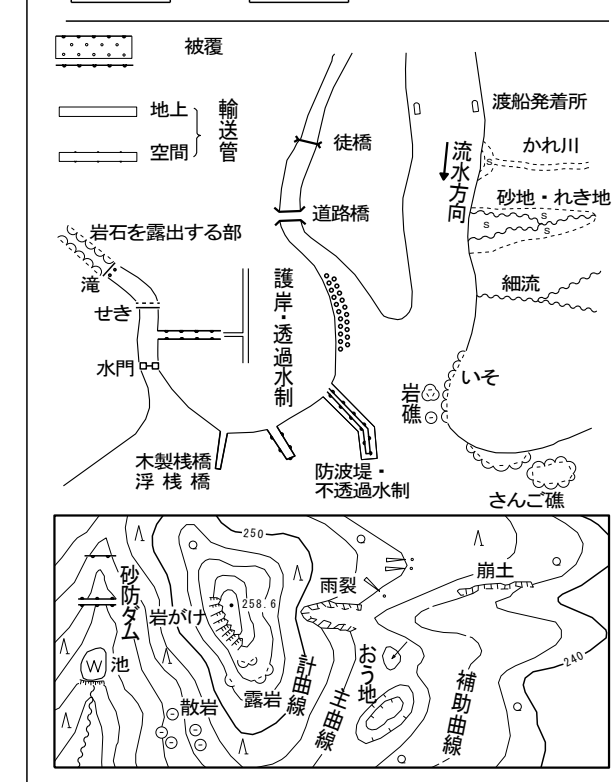 被覆
地上
空間
輸送管
徒橋
道路橋
渡船発着所
流水方向
かれ川
S
砂地・れき地
S
S
S
細流
岩石を露出する部
滝
せき
水門
護岸・透過水制
いそ
岩礁
木製桟橋
浮桟橋
防波堤・
不透過水制
さんご礁
250
258.6
240
砂防ダム
岩がけ
雨裂
崩土
W
池
おう地
計曲線
主曲線
補助曲線
露岩
散岩